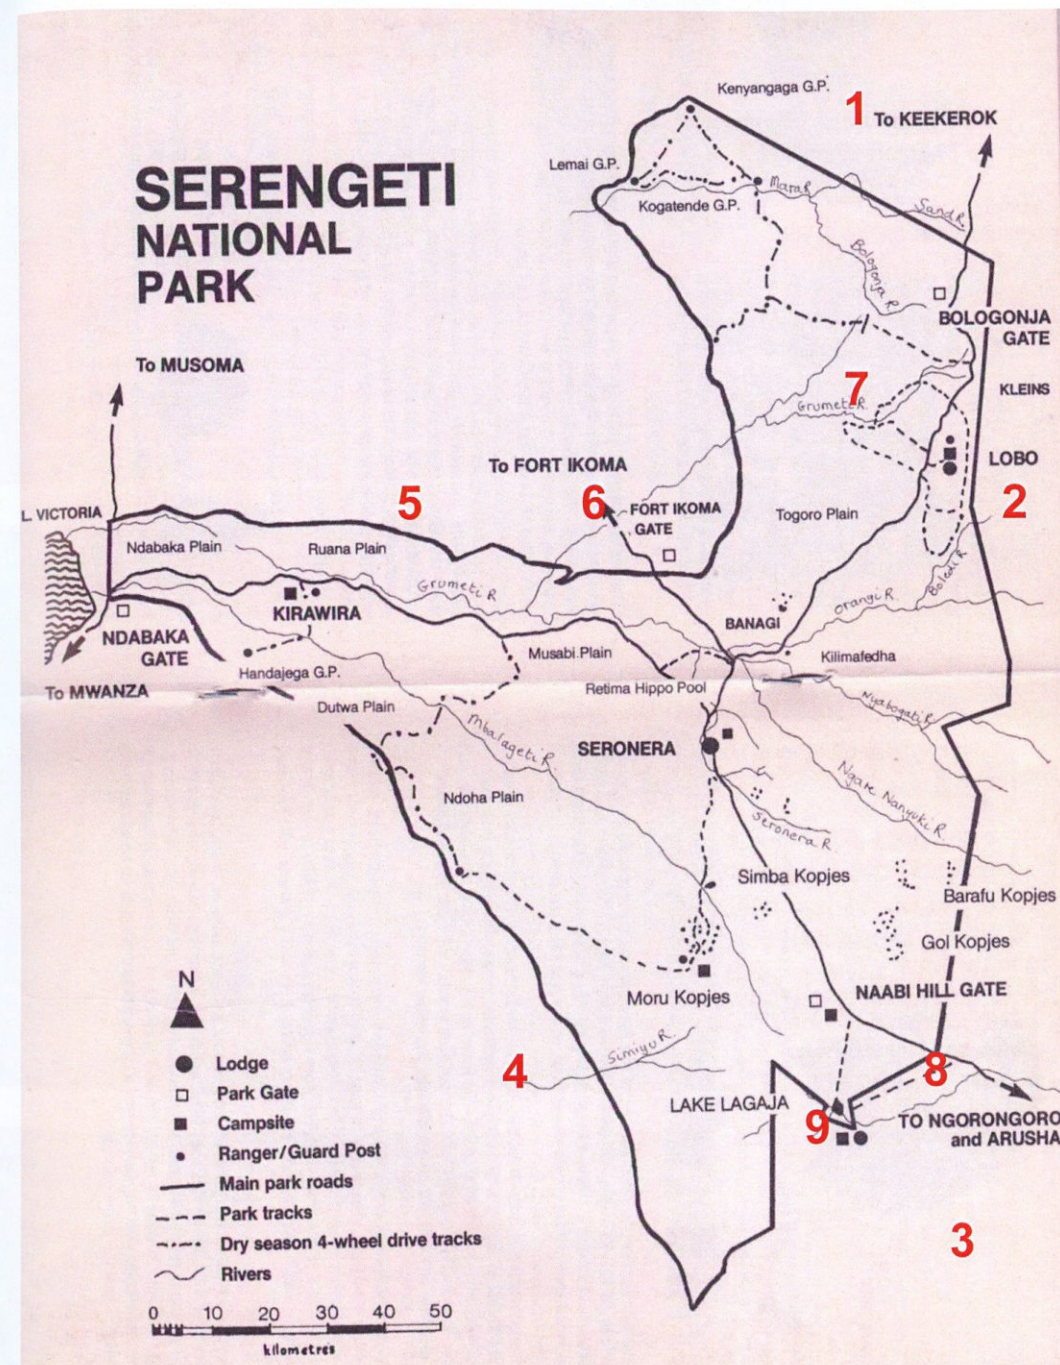 Kenyangaga G.P.
1
To KEEKEROK
SERENGETI
NATIONAL
PARK
Lemai G.P.
Mara R.
Kogatende G.P.
Sand R.
Bologonja R.
BOLOGONJA
GATE
To MUSOMA
7
KLEINS
Grumeti R.
To FORT IKOMA
LOBO
5
6
2
L. VICTORIA
FORT IKOMA
GATE
Togoro Plain
Ndabaka Plain
Ruana Plain
Grumeti R.
Boledi R.
Orangi R.
KIRAWIRA
BANAGI
NDABAKA
GATE
Musabi Plain
Kilimafedha
Handajega G.P.
To MWANZA
Retima Hippo Pool
Dutwa Plain
Nyabogati R.
Mbalageti R.
SERONERA
Ngare Nanyuki R.
Ndoha Plain
Seronera R.
Simba Kopjes
Barafu Kopjes
Gol Kopjes
N
Moru Kopjes
NAABI HILL GATE
Simiyu R.
4
8
Lodge
Park Gate
LAKE LAGAJA
Campsite
9
TO NGORONGORO
and ARUSHA
Ranger/Guard Post
Main park roads
Park tracks
Dry season 4-wheel drive tracks
3
Rivers
0 10 20 30 40 50
kilometres